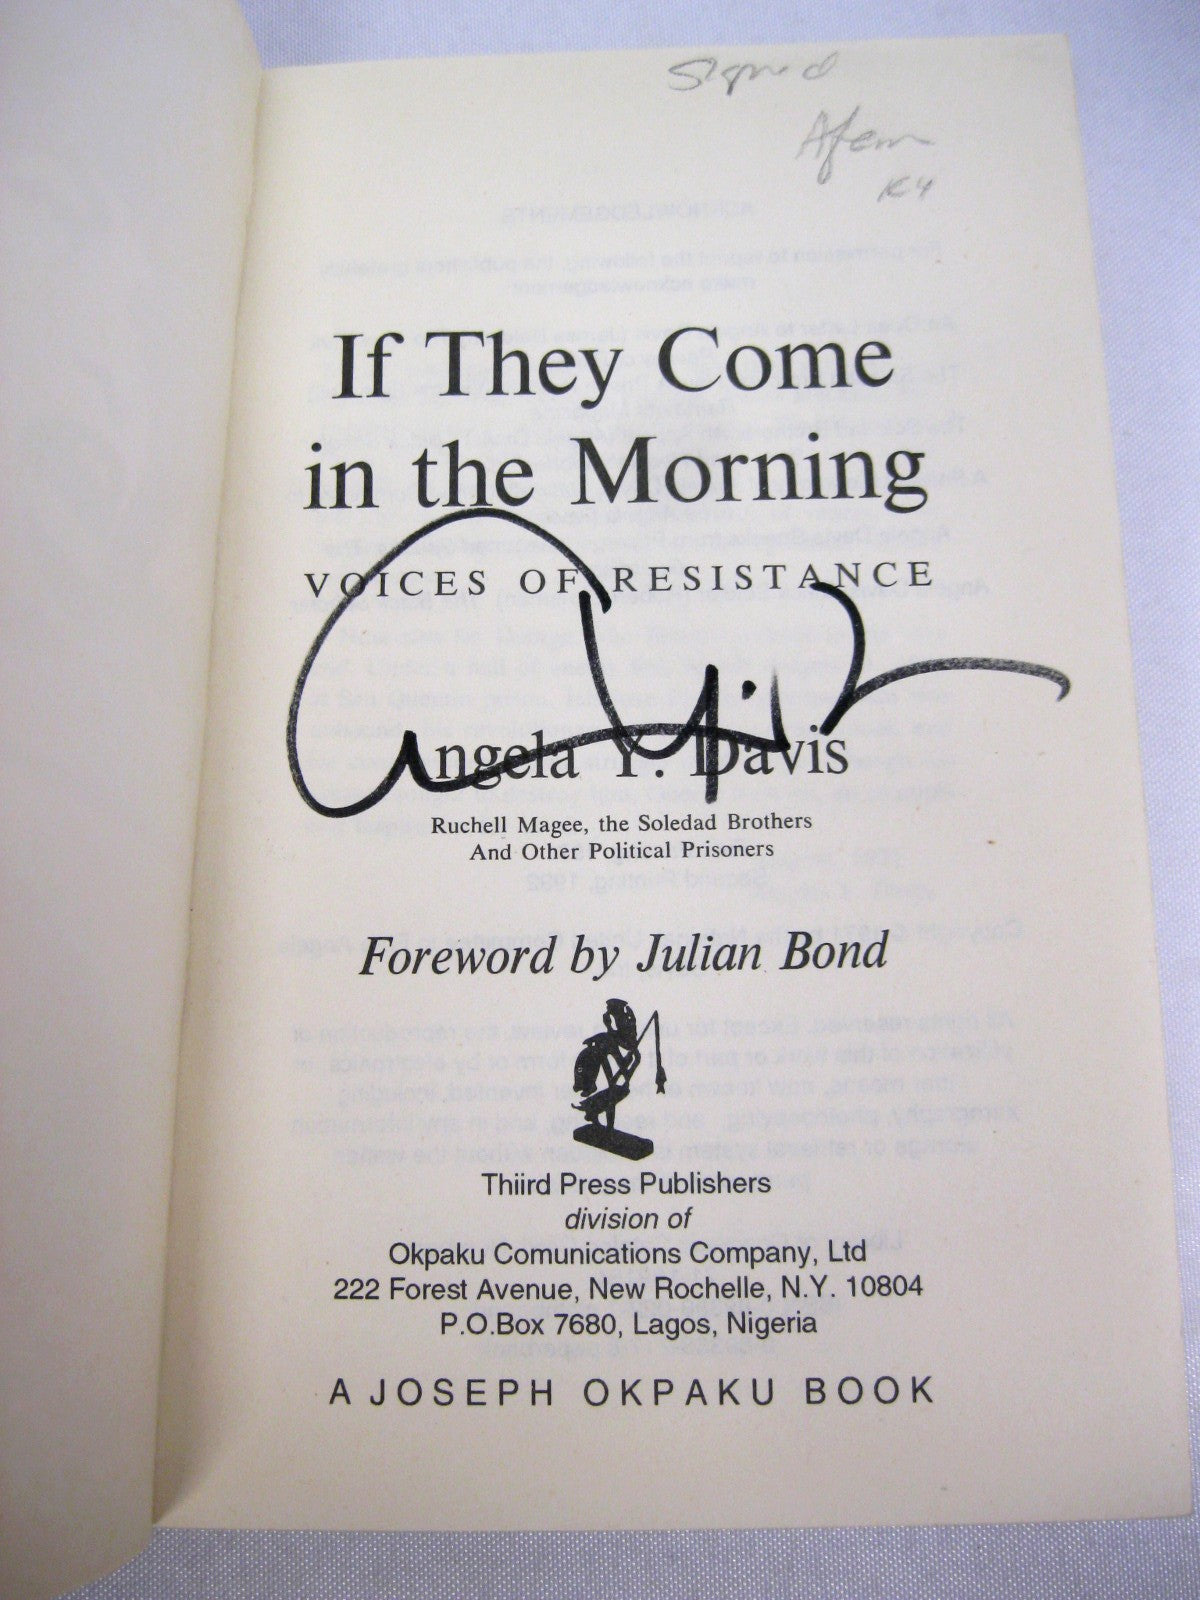 Signed
Afem
K4
If They Come
in the Morning
VOICES OF RESISTANCE
Angela Y. Davis
Ruchell Magee, the Soledad Brothers
And Other Political Prisoners
Foreword by Julian Bond
Thiird Press Publishers
division of
Okpaku Comunications Company, Ltd
222 Forest Avenue, New Rochelle, N.Y. 10804
P.O.Box 7680, Lagos, Nigeria
A JOSEPH OKPAKU BOOK